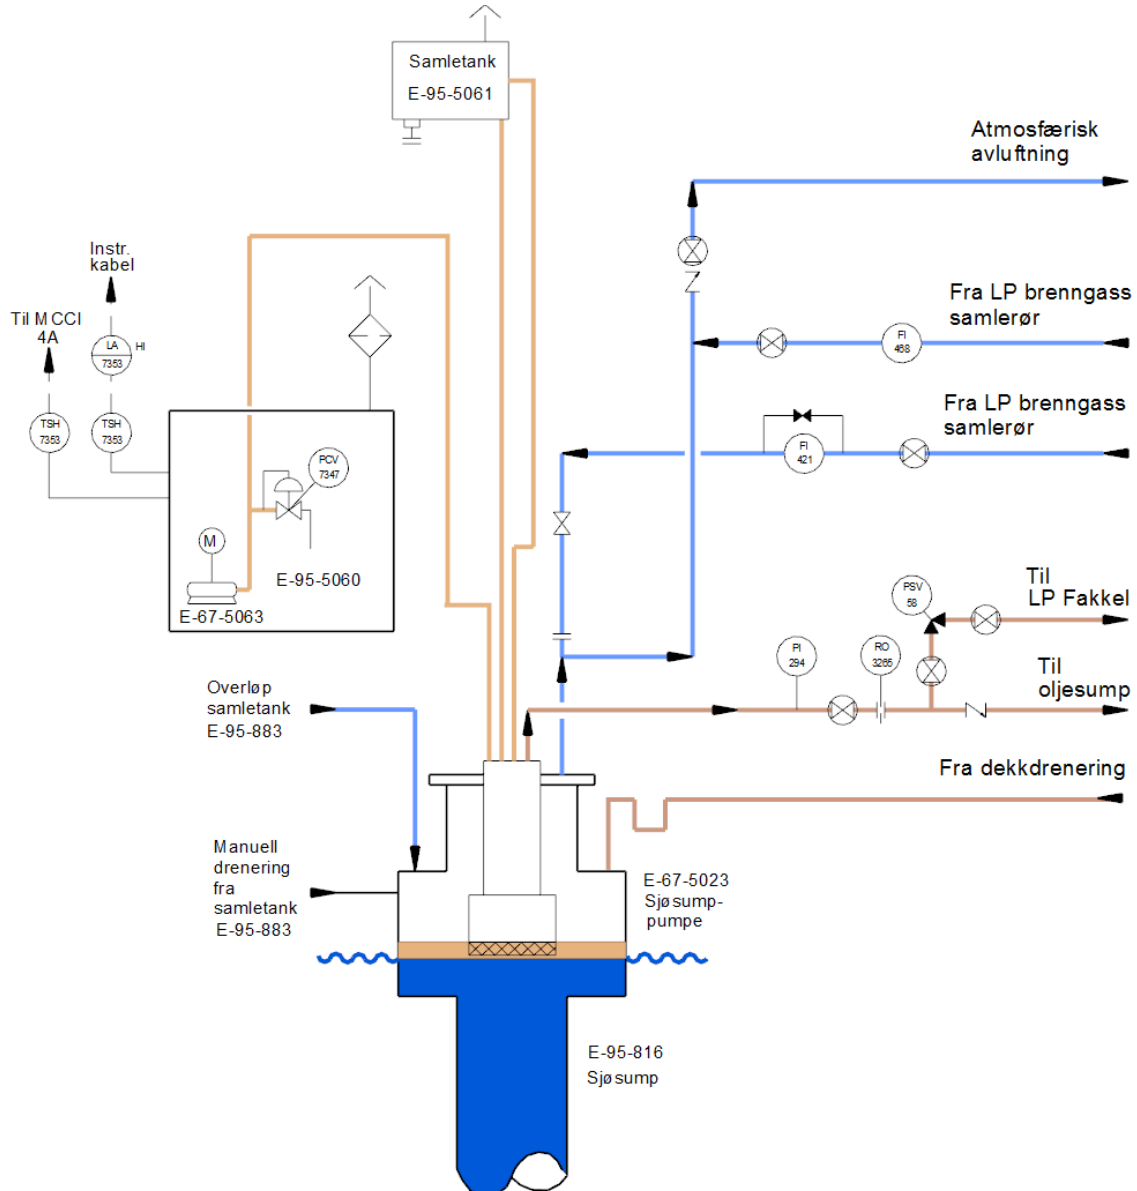 Samletank
E-95-5061
Atmosfærisk
avluftning
Instr.
kabel
Til MCCI
4A
LA
7353
HI
TSH
7353
TSH
7353
Fra LP brenngass
samlerør
FI
468
Fra LP brenngass
samlerør
FI
421
PCV
7347
M
E-95-5060
E-67-5063
PSV
58
Til
LP Fakkel
PI
294
RO
3265
Til
oljesump
Overløp
samletank
E-95-883
Fra dekkdrenering
Manuell
drenering
fra
samletank
E-95-883
E-67-5023
Sjøsump-
pumpe
E-95-816
Sjøsump